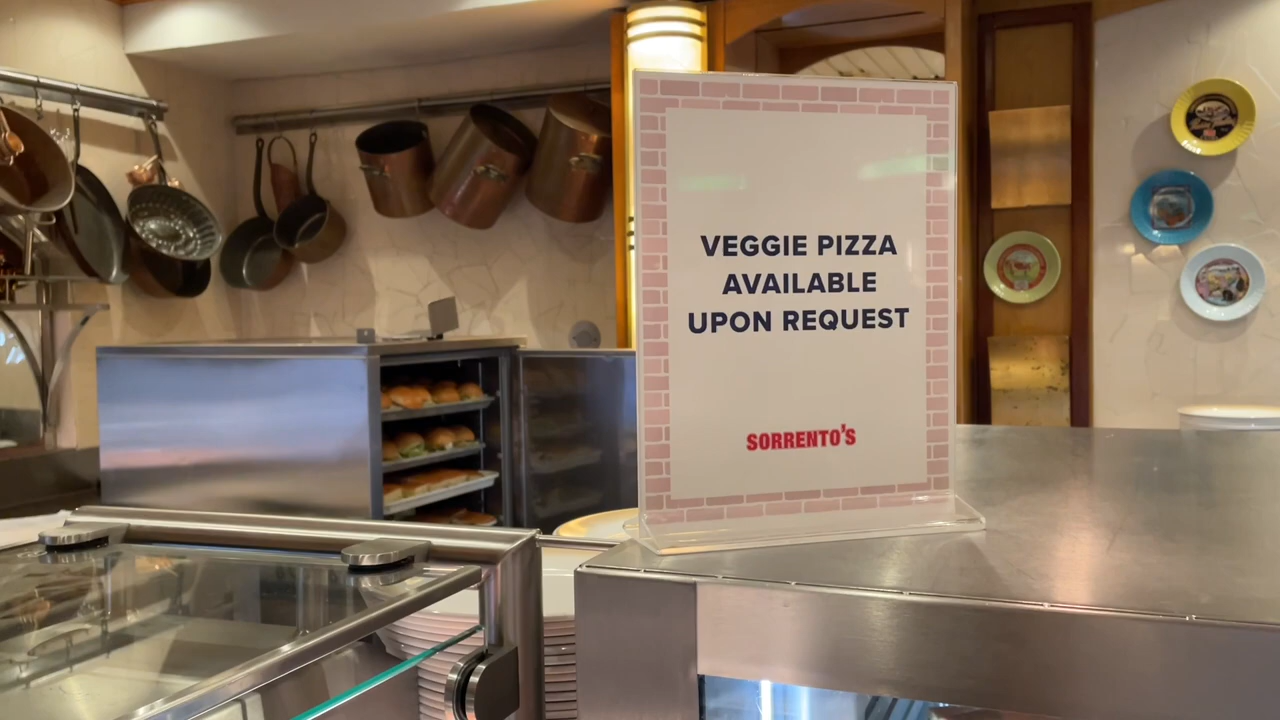 VEGGIE PIZZA
AVAILABLE
UPON REQUEST
SORRENTO'S